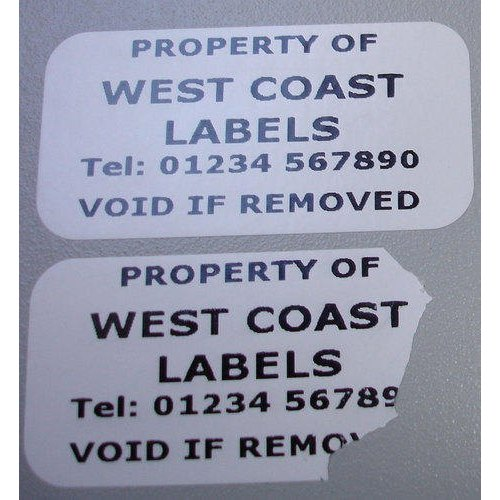 PROPERTY OF
WEST COAST
LABELS
Tel: 01234 567890
VOID IF REMOVED
PROPERTY OF
WEST COAST
LABELS
Tel: 01234 56789
VOID IF REMOV